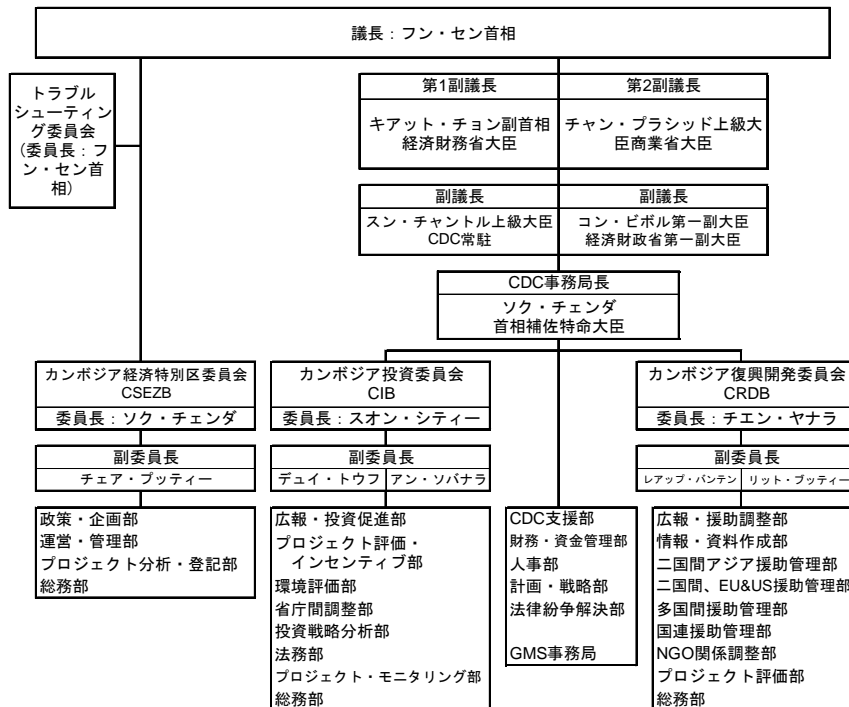 議長：フン・セン首相
トラブル
シューティン
グ委員会
(委員長：フ
ン・セン首
相)
第1副議長
キアット・チョン副首相
経済財務省大臣
第2副議長
チャン・プラシッド上級大
臣商業省大臣
副議長
スン・チャントル上級大臣
CDC常駐
副議長
コン・ビボル第一副大臣
経済財政省第一副大臣
CDC事務局長
ソク・チェンダ
首相補佐特命大臣
カンボジア経済特別区委員会
CSEZB
委員長：ソク・チェンダ
副委員長
チェア・プッティー
政策・企画部
運営・管理部
プロジェクト分析・登記部
総務部
カンボジア投資委員会
CIB
委員長：スオン・シティー
副委員長
デュイ・トウフ
アン・ソバナラ
広報・投資促進部
プロジェクト評価・
インセンティブ部
環境評価部
省庁間調整部
投資戦略分析部
法務部
プロジェクト・モニタリング部
総務部
CDC支援部
財務・資金管理部
人事部
計画・戦略部
法律紛争解決部
GMS事務局
カンボジア復興開発委員会
CRDB
委員長：チエン・ヤナラ
副委員長
レアップ・バンテン
リット・ブッティー
広報・援助調整部
情報・資料作成部
二国間アジア援助管理部
二国間、EU&US援助管理部
多国間援助管理部
国連援助管理部
NGO関係調整部
プロジェクト評価部
総務部